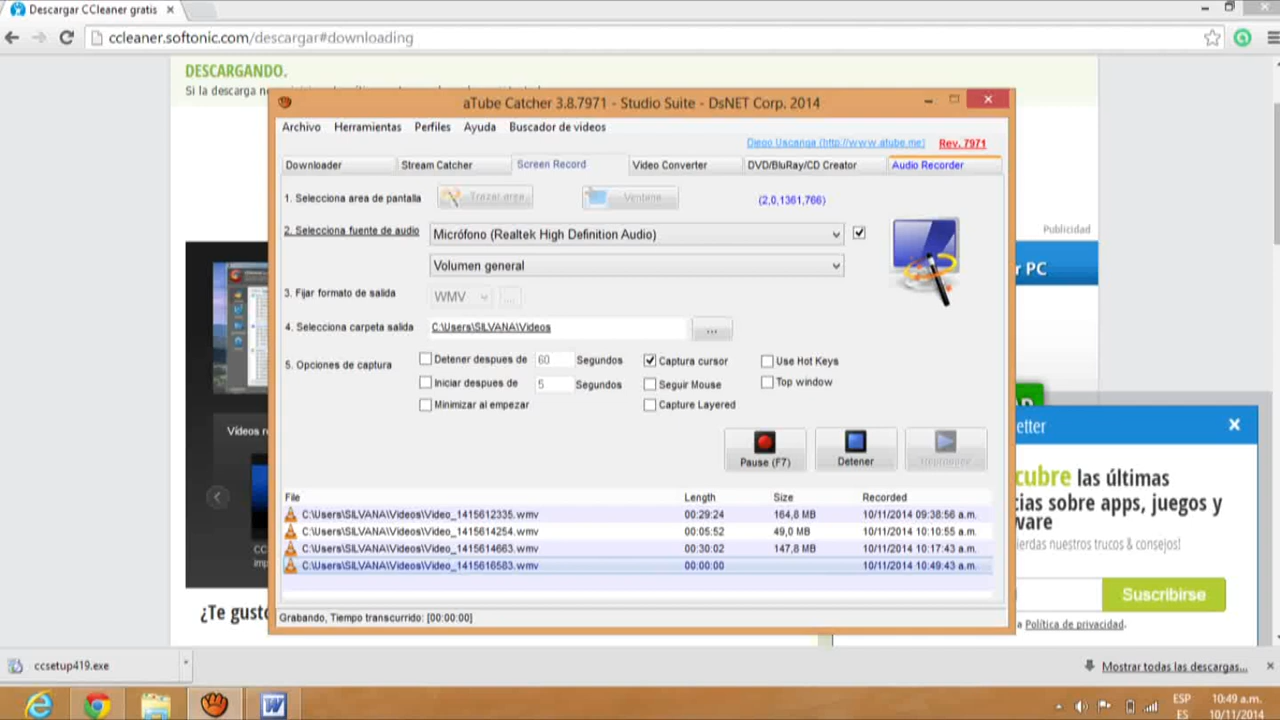 Descargar CCleaner gratis
ccleaner.softonic.com/descargar#downloading
DESCARGANDO.
Si la descarga
aTube Catcher 3.8.7971 - Studio Suite - DsNET Corp. 2014
Archivo Herramientas Perfiles Ayuda Buscador de videos
Diego Uscanga (http://www.atube.me) Rev. 7971
Downloader Stream Catcher Screen Record Video Converter DVD/BluRay/CD Creator Audio Recorder
1. Selecciona area de pantalla Trazar area Ventana (2,0,1361,766)
Publicidad
2. Selecciona fuente de audio Micrófono (Realtek High Definition Audio)
Volumen general
r PC
3. Fijar formato de salida WMV ...
4. Selecciona carpeta salida C:\Users\SILVANA\Videos ...
5. Opciones de captura
Detener despues de 60 Segundos Captura cursor Use Hot Keys
Iniciar despues de 5 Segundos Seguir Mouse Top window
Minimizar al empezar Capture Layered
Pause (F7) Detener Reproducir
Vídeos r
File Length Size Recorded
C:\Users\SILVANA\Videos\Video_1415612335.wmv 00:29:24 164,8 MB 10/11/2014 09:38:56 a.m.
C:\Users\SILVANA\Videos\Video_1415614254.wmv 00:05:52 49,0 MB 10/11/2014 10:10:55 a.m.
C:\Users\SILVANA\Videos\Video_1415614663.wmv 00:30:02 147,8 MB 10/11/2014 10:17:43 a.m.
C:\Users\SILVANA\Videos\Video_1415616583.wmv 00:00:00 10/11/2014 10:49:43 a.m.
Grabando, Tiempo transcurrido: [00:00:00]
etter
cubre las últimas
cias sobre apps, juegos y
ware
ierdas nuestros trucos & consejos!
Suscribirse
a Política de privacidad.
CC
imp
¿Te gust
ccsetup419.exe
Mostrar todas las descargas...
ESP
ES
10:49 a.m.
10/11/2014